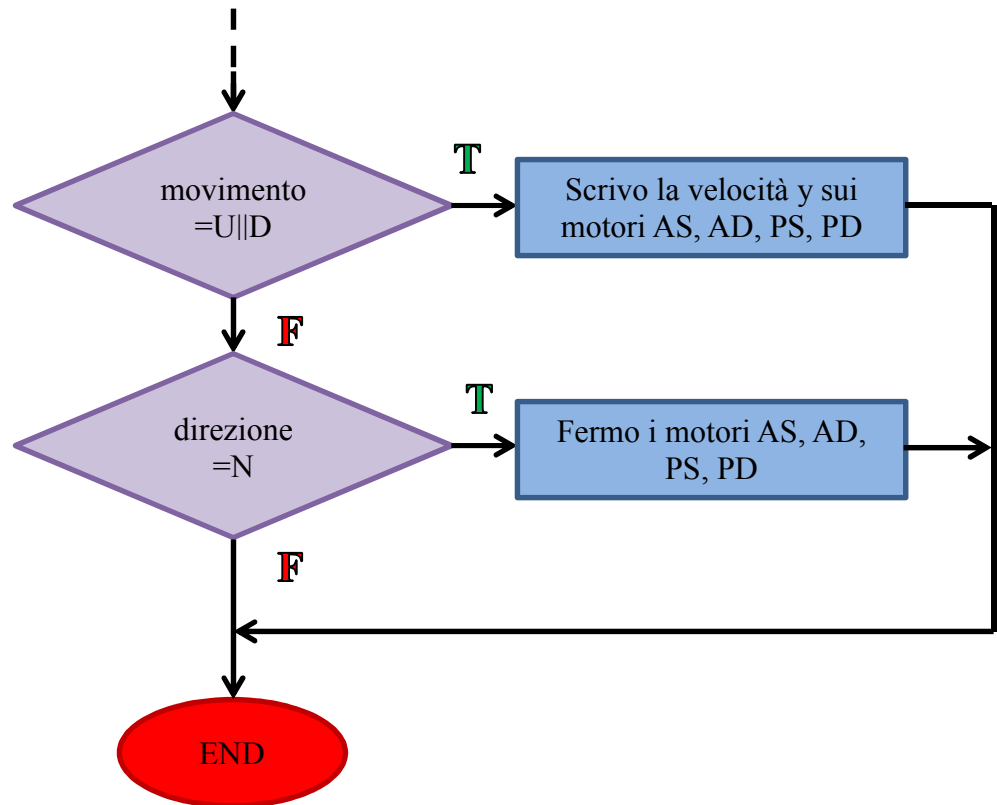 movimento
=U||D
T
Scrivo la velocità y sui
motori AS, AD, PS, PD
F
direzione
=N
T
Fermo i motori AS, AD,
PS, PD
F
END